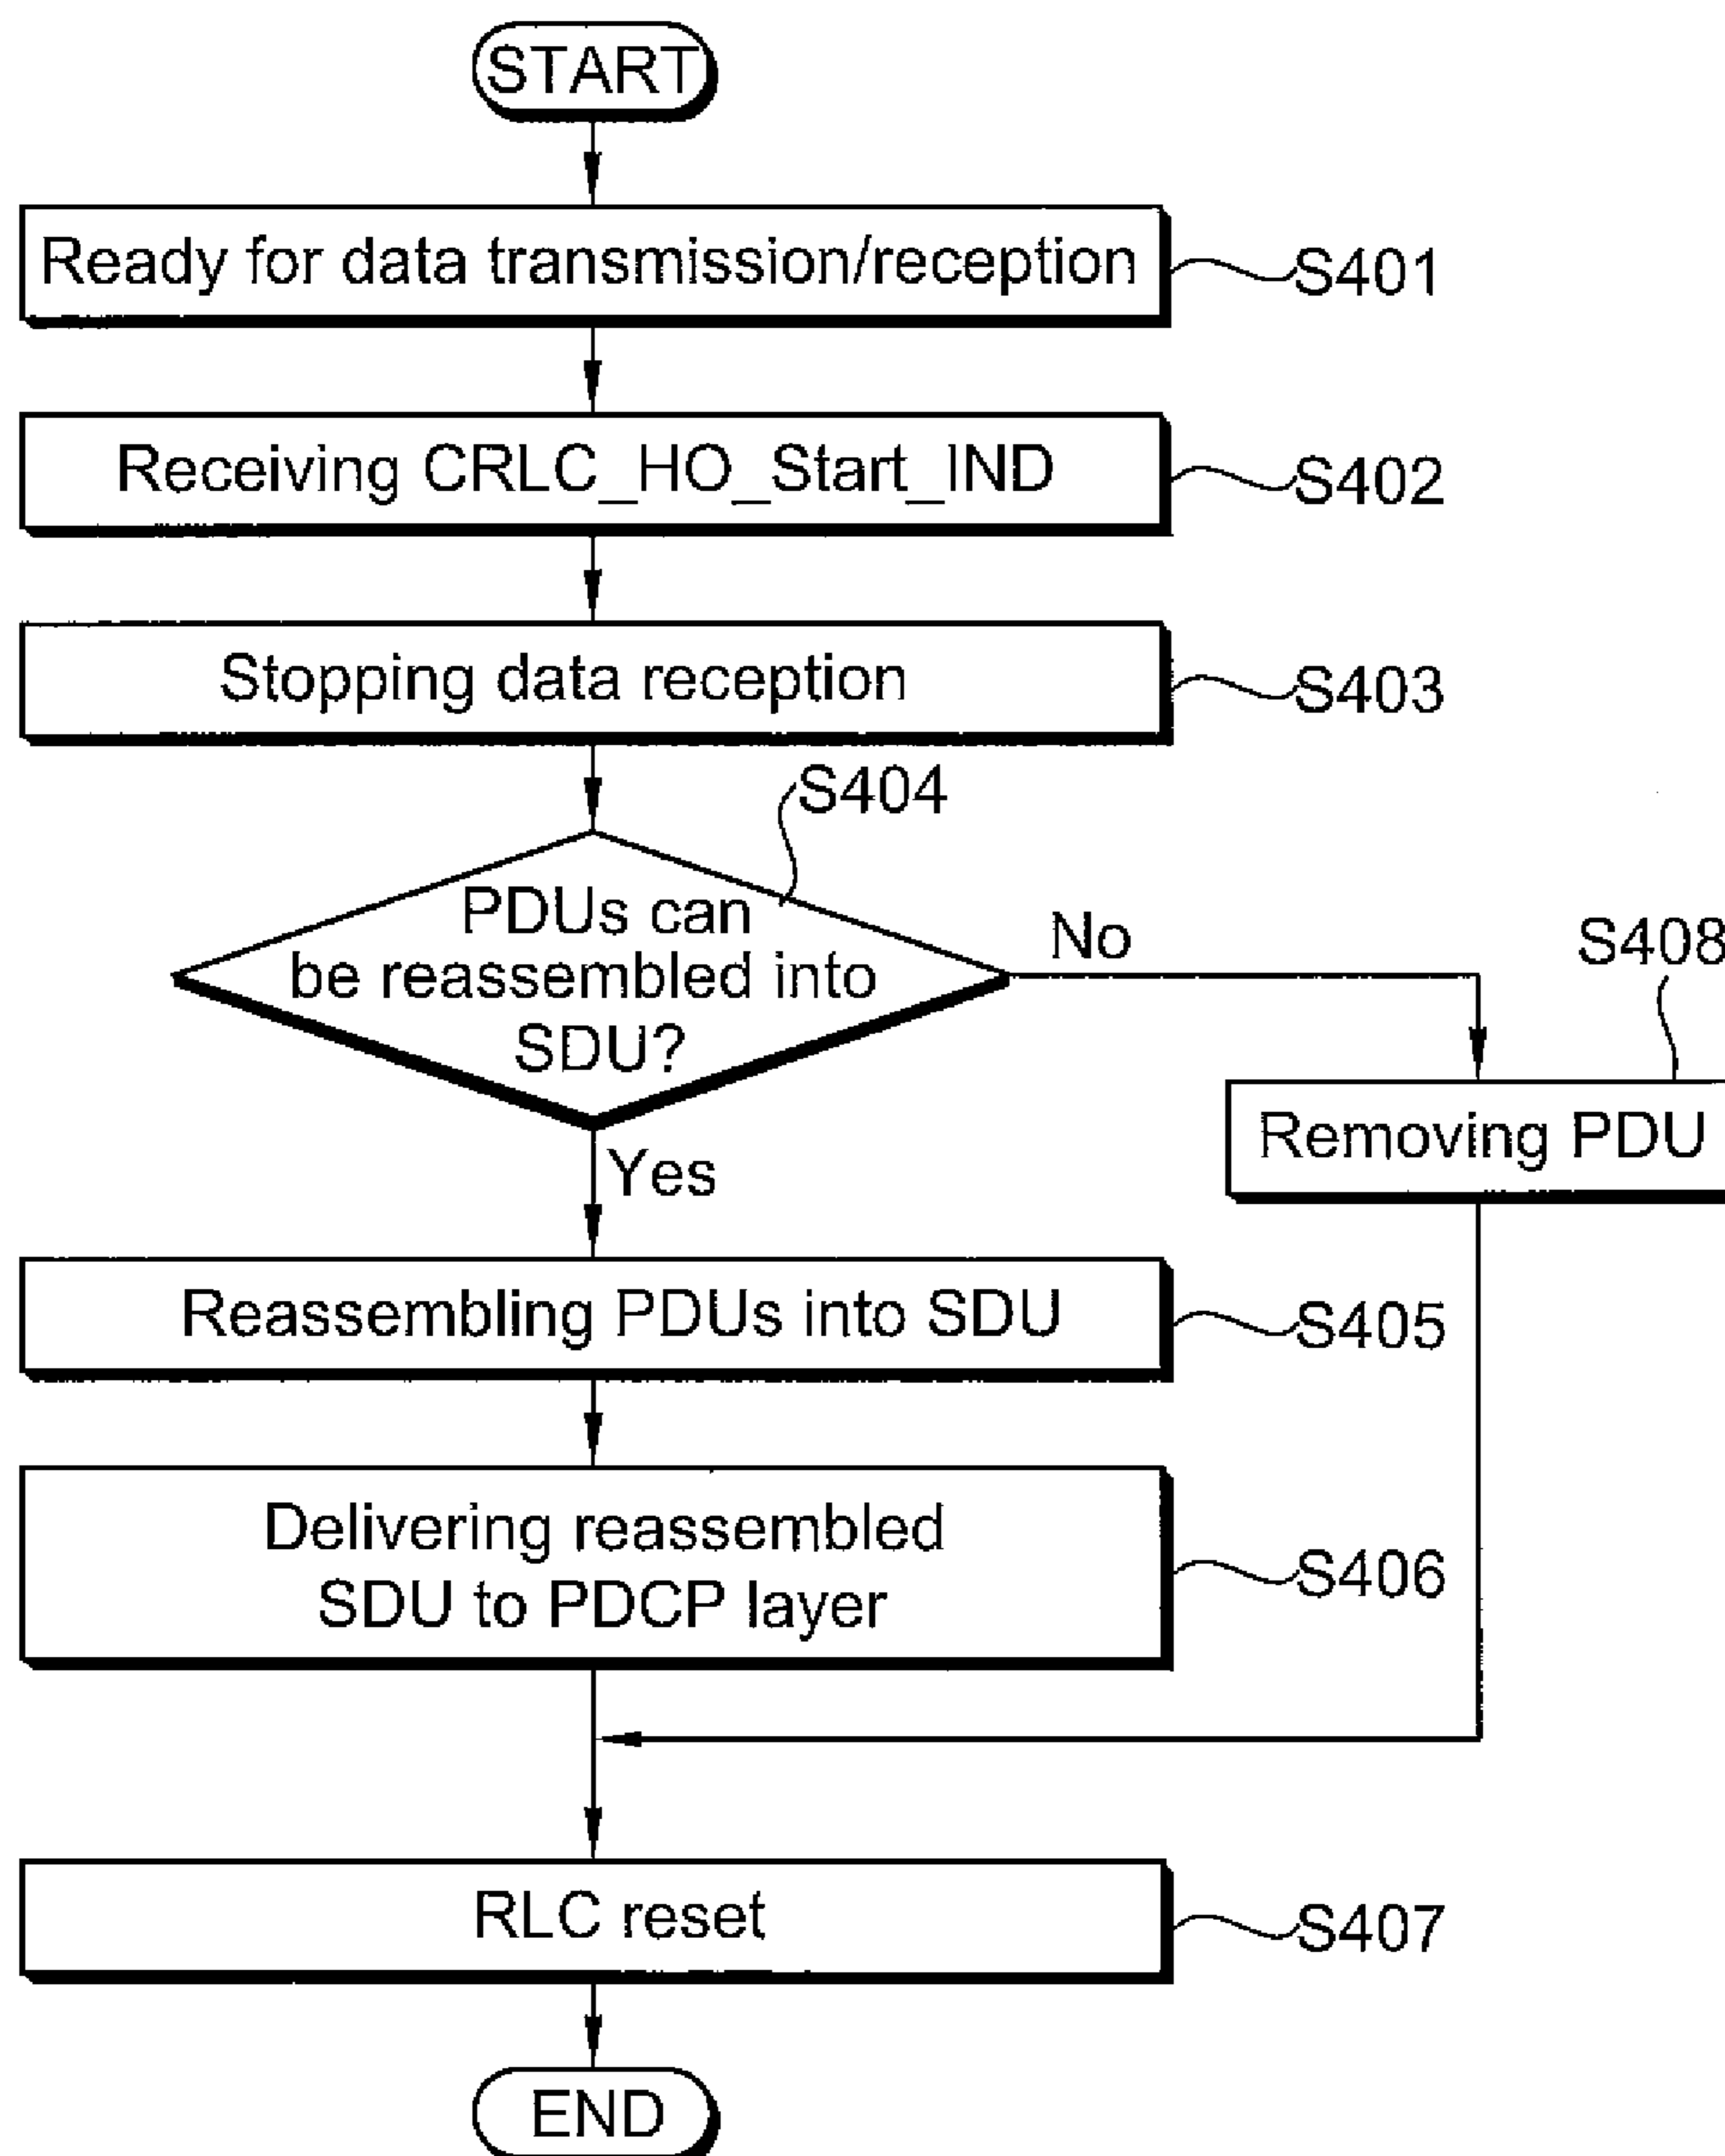 START
Ready for data transmission/reception
S401
Receiving CRLC_HO_Start_IND
S402
Stopping data reception
S403
S404
PDUs can
be reassembled into
SDU?
No
S408
Removing PDU
Yes
Reassembling PDUs into SDU
S405
Delivering reassembled
SDU to PDCP layer
S406
RLC reset
S407
END